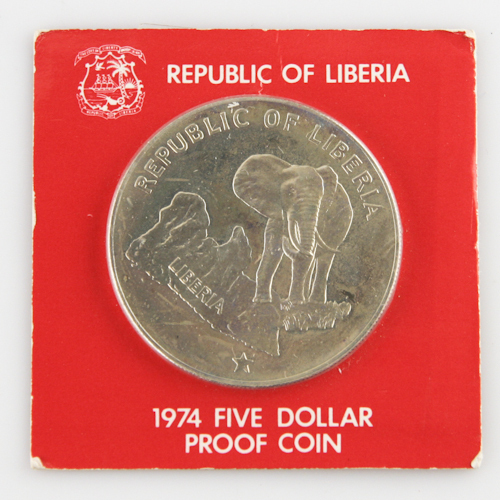 REPUBLIC OF LIBERIA
REPUBLIC OF LIBERIA
LIBERIA
1974 FIVE DOLLAR
PROOF COIN